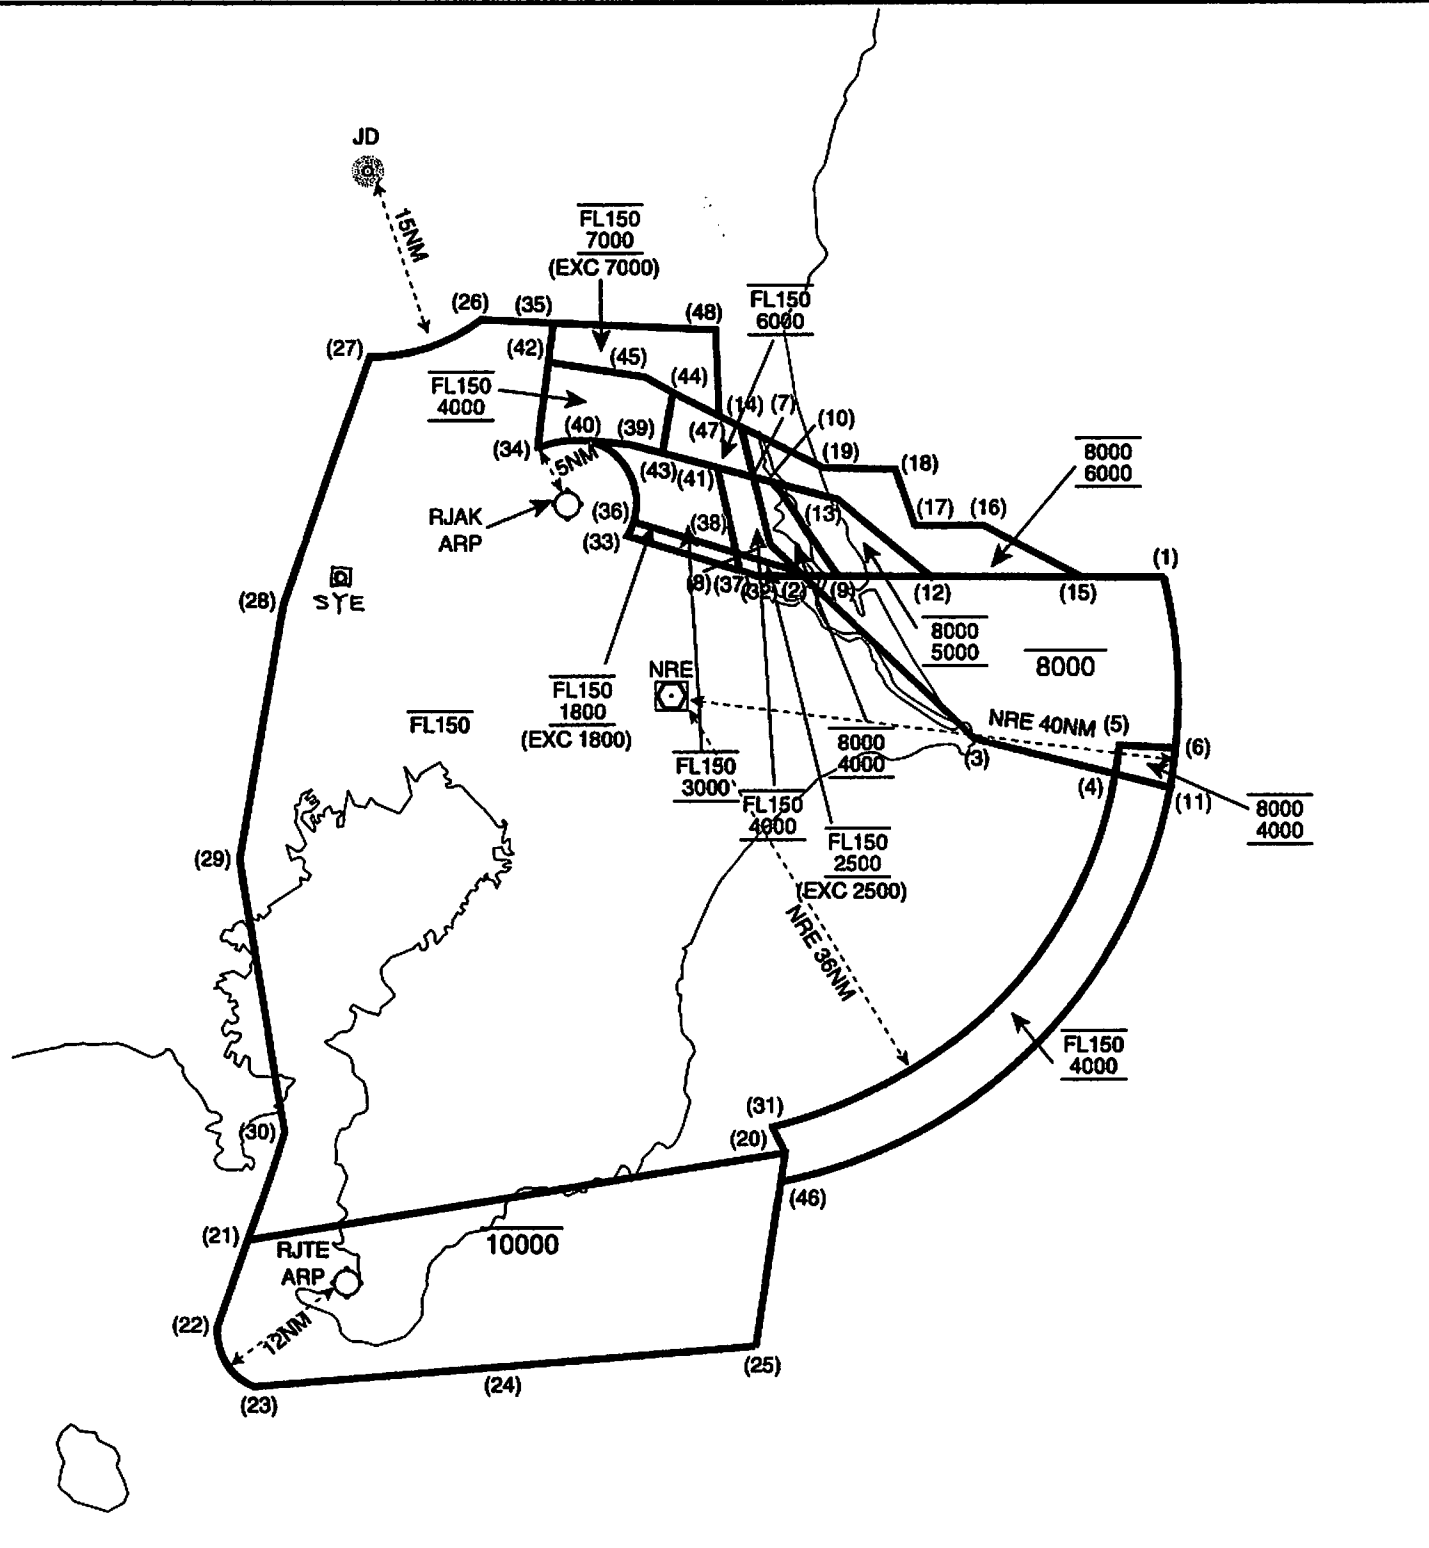 JD
15NM
FL150
7000
(EXC 7000)
(26)
(35)
(48)
FL150
6000
(27)
(42)
(45)
(44)
FL150
4000
(14)
(7)
(10)
(40)
(39)
(47)
(34)
(19)
(18)
5NM
(43)
(41)
8000
6000
RJAK
ARP
(36)
(38)
(13)
(17)
(16)
(33)
(1)
(8)
(37)
(32)
(2)
(9)
(12)
(15)
SYE
(28)
8000
5000
8000
NRE
FL150
1800
(EXC 1800)
FL150
NRE 40NM
(5)
(6)
(3)
8000
4000
FL150
3000
(4)
(11)
FL150
4000
8000
4000
FL150
2500
(EXC 2500)
(29)
NRE 36NM
FL150
4000
(31)
(20)
(30)
(46)
(21)
RJTE
ARP
10000
(22)
12NM
(25)
(24)
(23)